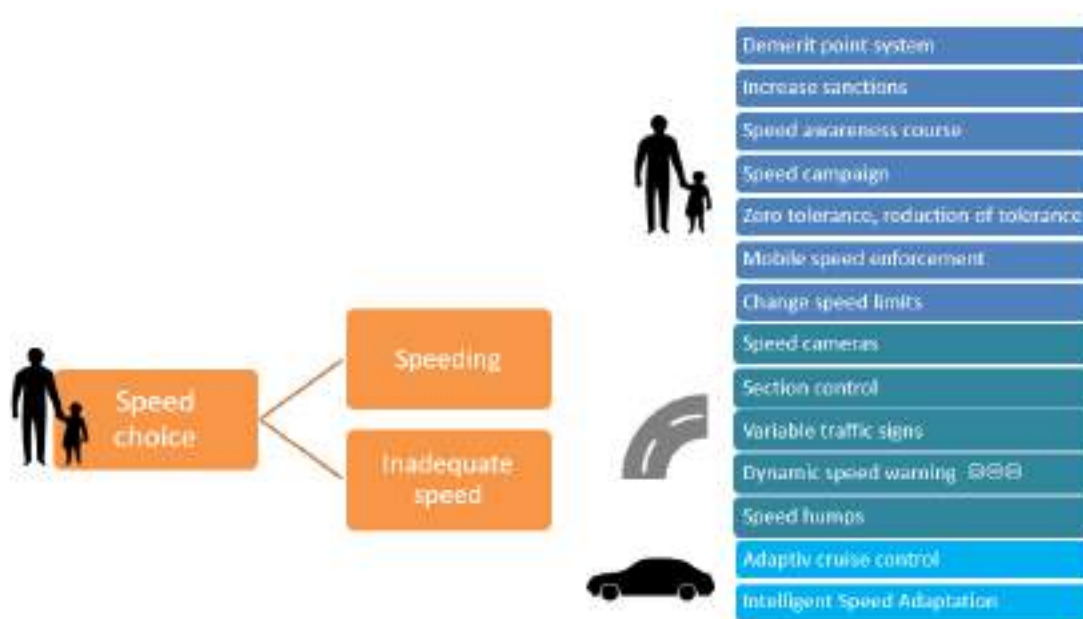 Speed
choice
Speeding
Inadequate
speed
Demerit point system
Increase sanctions
Speed awareness course
Speed campaign
Zero tolerance, reduction of tolerance
Mobile speed enforcement
Change speed limits
Speed cameras
Section control
Variable traffic signs
Dynamic speed warning
Speed humps
Adaptiv cruise control
Intelligent Speed Adaptation